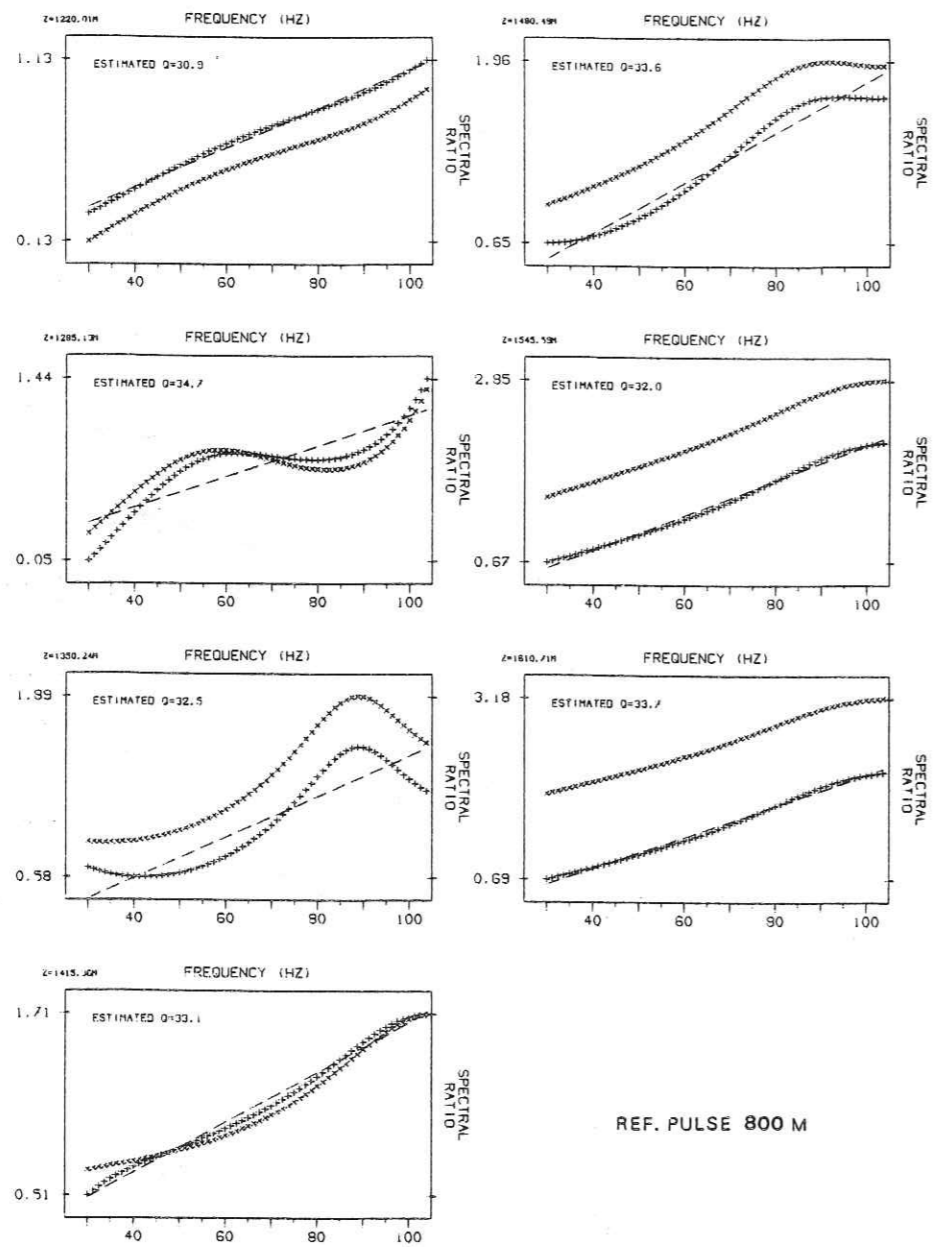 Z=1220.01M FREQUENCY (HZ)
1.13
ESTIMATED Q=30.9
SPECTRAL
RATIO
0.13
40 60 80 100
Z=1285.13M FREQUENCY (HZ)
1.44
ESTIMATED Q=34.7
SPECTRAL
RATIO
0.05
40 60 80 100
Z=1350.24M FREQUENCY (HZ)
1.99
ESTIMATED Q=32.5
SPECTRAL
RATIO
0.58
40 60 80 100
FREQUENCY (HZ)
1.71
ESTIMATED Q=33.1
SPECTRAL
RATIO
0.51
40 60 80 100
Z=1480.49M FREQUENCY (HZ)
1.96
ESTIMATED Q=33.6
SPECTRAL
RATIO
0.65
40 60 80 100
Z=1545.59M FREQUENCY (HZ)
2.95
ESTIMATED Q=32.0
SPECTRAL
RATIO
0.67
40 60 80 100
Z=1610.71M FREQUENCY (HZ)
3.18
ESTIMATED Q=33.7
SPECTRAL
RATIO
0.69
40 60 80 100
REF. PULSE 800 M